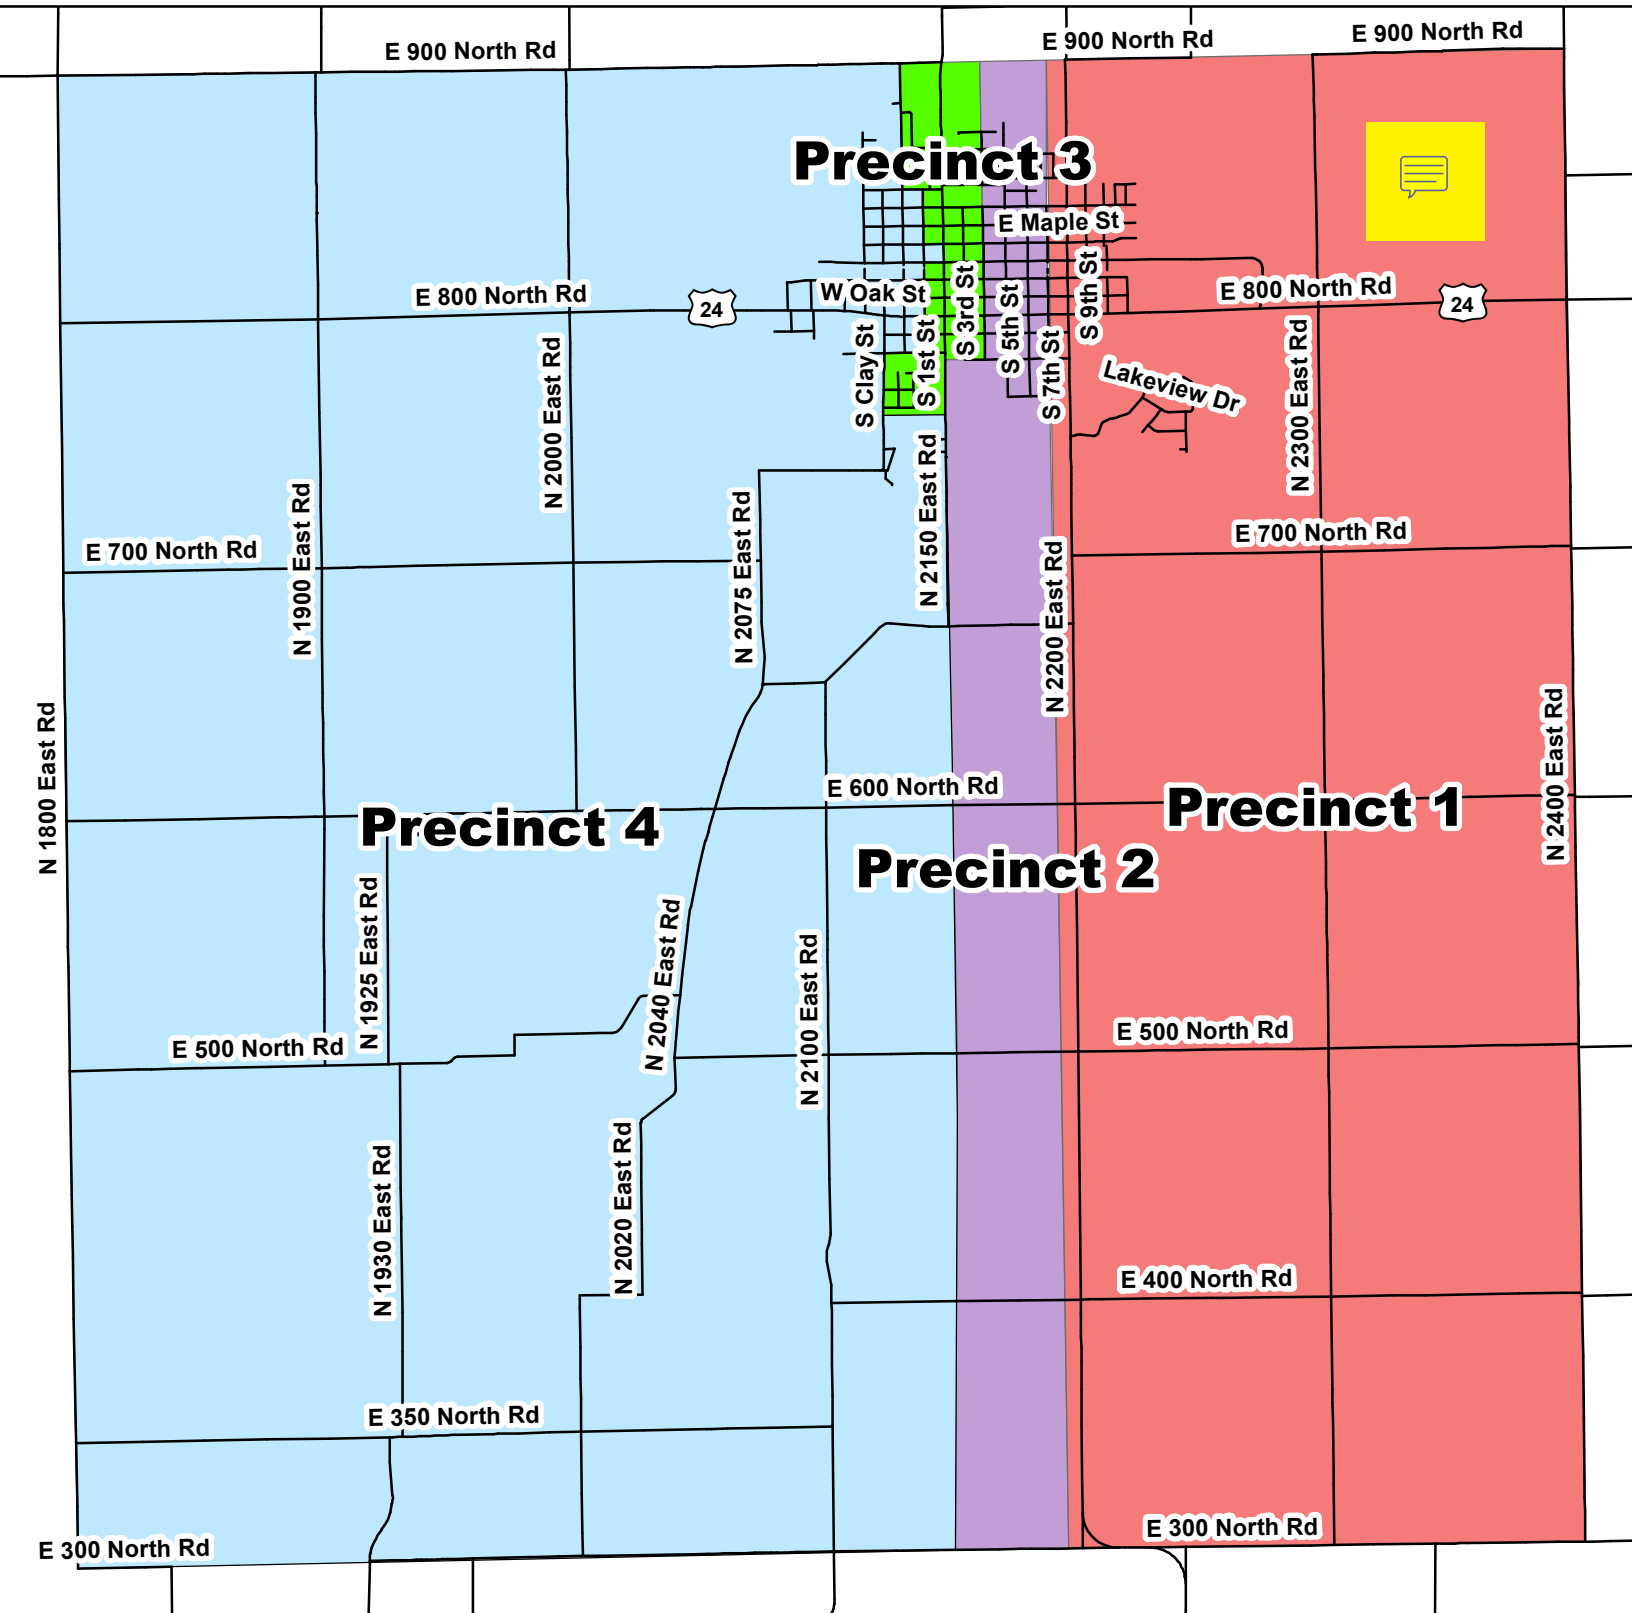 E 900 North Rd
E 900 North Rd
E 900 North Rd
Precinct 3
E Maple St
E 800 North Rd
24
W Oak St
E 800 North Rd
24
S Clay St
S 1st St
S 3rd St
S 5th St
S 7th St
S 9th St
Lakeview Dr
N 2000 East Rd
N 2300 East Rd
N 1900 East Rd
N 2075 East Rd
N 2150 East Rd
E 700 North Rd
E 700 North Rd
N 2200 East Rd
N 1800 East Rd
N 2400 East Rd
E 600 North Rd
Precinct 4
Precinct 1
Precinct 2
N 1925 East Rd
N 2040 East Rd
N 2100 East Rd
E 500 North Rd
E 500 North Rd
N 1930 East Rd
N 2020 East Rd
E 400 North Rd
E 350 North Rd
E 300 North Rd
E 300 North Rd